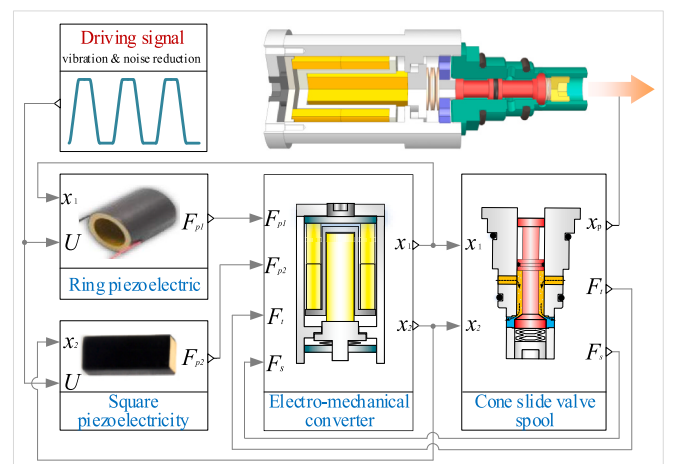 Driving signal
vibration & noise reduction
x1
U
Fp1
Ring piezoelectric
x2
U
Fp2
Square
piezoelectricity
Fp1
Fp2
Ft
Fs
x1
x2
Electro-mechanical
converter
x1
x2
xp
Ft
Fs
Cone slide valve
spool